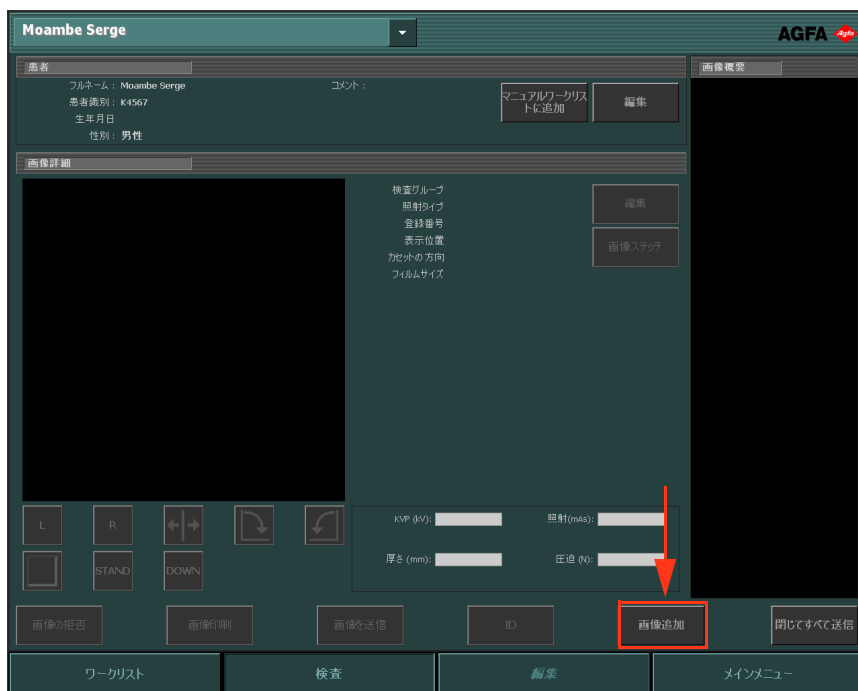 Moambe Serge
AGFA
Agfa
患者
フルネーム： Moambe Serge
コメント：
患者識別： K4567
生年月日
性別： 男性
マニュアルワークリス
トに追加
編集
画像概要
画像詳細
検査グループ
照射タイプ
登録番号
表示位置
カセットの方向
フィルムサイズ
編集
画像ステッチ
L
R
STAND
DOWN
KVP (kV):
照射(mAs):
厚さ (mm):
圧迫 (N):
画像の拒否
画像印刷
画像を送信
ID
画像追加
閉じてすべて送信
ワークリスト
検査
編集
メインメニュー